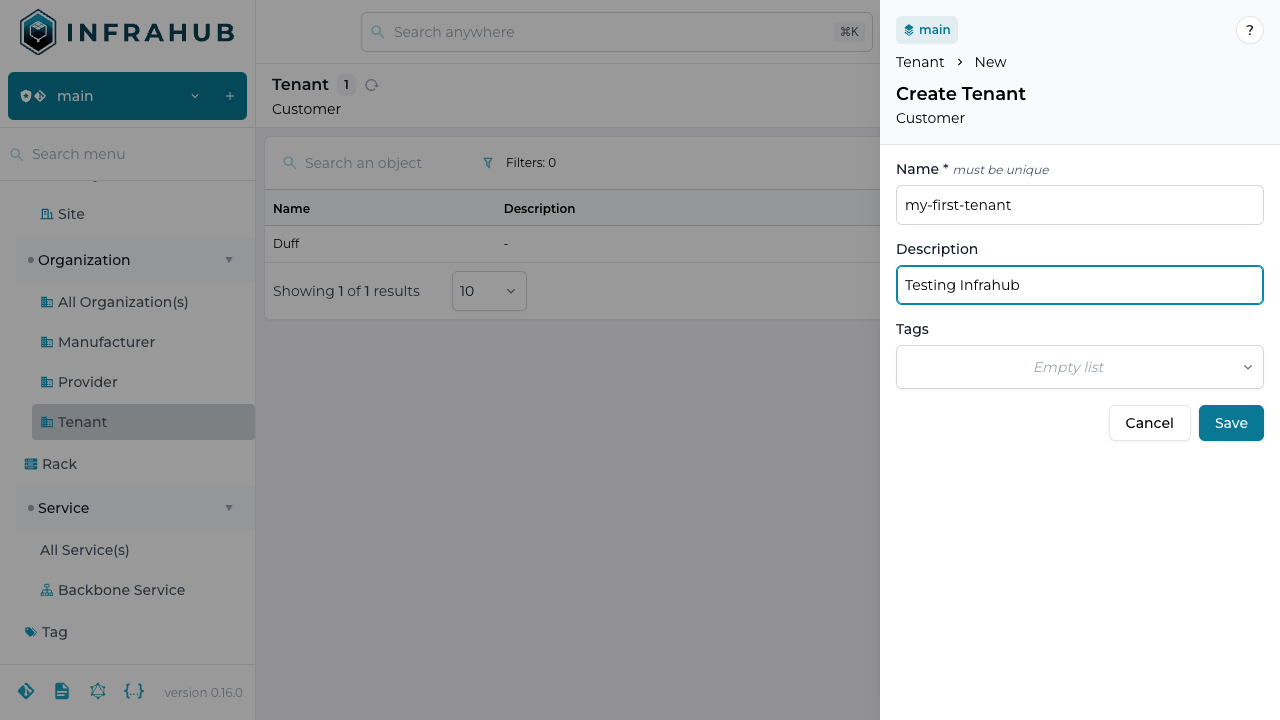 INFRAHUB
main
+
Search menu
Site
Organization
All Organization(s)
Manufacturer
Provider
Tenant
Rack
Service
All Service(s)
Backbone Service
Tag
version 0.16.0
Search anywhere
⌘K
Tenant 1
Customer
Search an object
Filters: 0
Name Description
Duff -
Showing 1 of 1 results 10
main
?
Tenant > New
Create Tenant
Customer
Name * must be unique
my-first-tenant
Description
Testing Infrahub
Tags
Empty list
Cancel Save